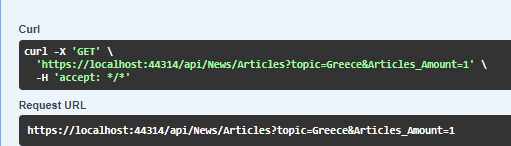 Curl
curl -X 'GET' \
'https://localhost:44314/api/News/Articles?topic=Greece&Articles_Amount=1' \
-H 'accept: */*'
Request URL
https://localhost:44314/api/News/Articles?topic=Greece&Articles_Amount=1